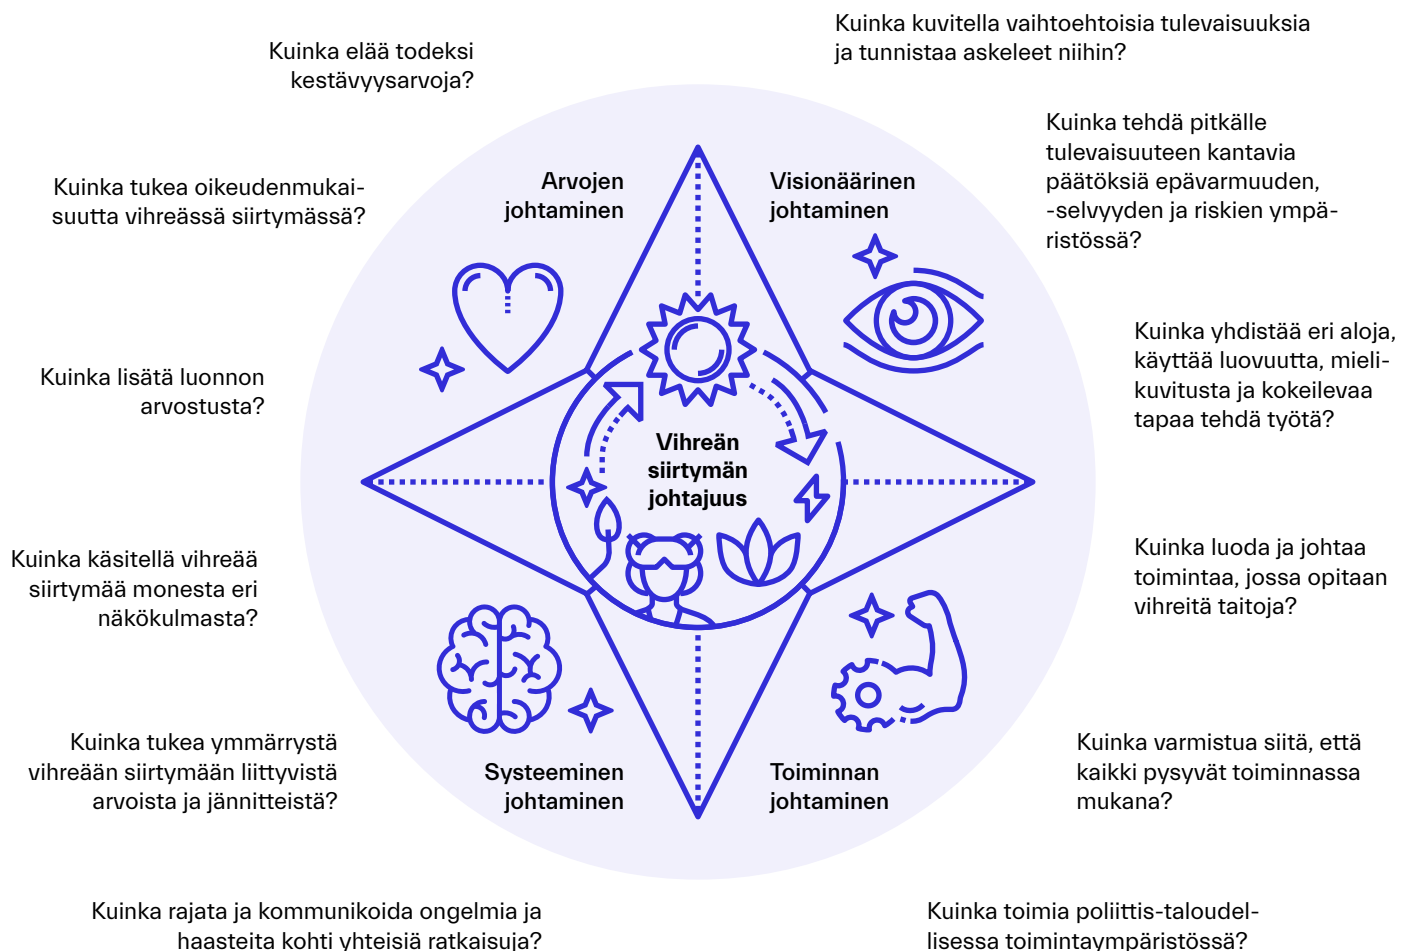 Kuinka elää todeksi
kestävyysarvoja?
Kuinka kuvitella vaihtoehtoisia tulevaisuuksia
ja tunnistaa askeleet niihin?
Kuinka tukea oikeudenmukai-
suutta vihreässä siirtymässä?
Kuinka tehdä pitkälle
tulevaisuuteen kantavia
päätöksiä epävarmuuden,
-selvyyden ja riskien ympä-
ristössä?
Arvojen
johtaminen
Visionäärinen
johtaminen
Kuinka lisätä luonnon
arvostusta?
Kuinka yhdistää eri aloja,
käyttää luovuutta, mieli-
kuvitusta ja kokeilevaa
tapaa tehdä työtä?
Vihreän
siirtymän
johtajuus
Kuinka käsitellä vihreää
siirtymää monesta eri
näkökulmasta?
Kuinka luoda ja johtaa
toimintaa, jossa opitaan
vihreitä taitoja?
Kuinka tukea ymmärrystä
vihreään siirtymään liittyvistä
arvoista ja jännitteistä?
Systeeminen
johtaminen
Toiminnan
johtaminen
Kuinka varmistua siitä, että
kaikki pysyvät toiminnassa
mukana?
Kuinka rajata ja kommunikoida ongelmia ja
haasteita kohti yhteisiä ratkaisuja?
Kuinka toimia poliittis-taloudel-
lisessa toimintaympäristössä?